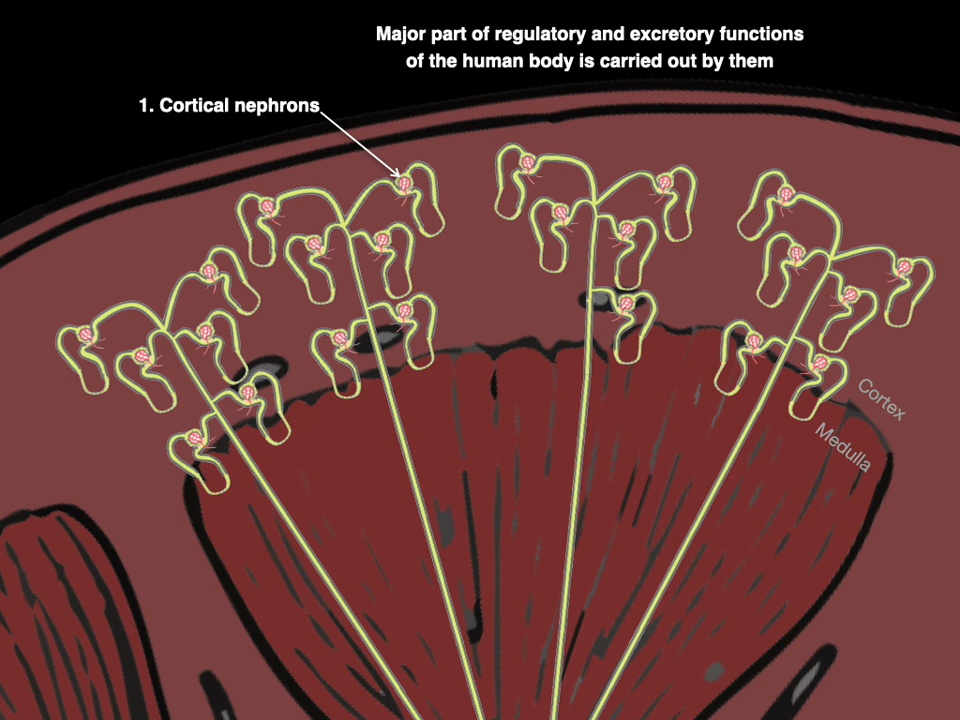 Major part of regulatory and excretory functions
of the human body is carried out by them
1. Cortical nephrons
Cortex
Medulla